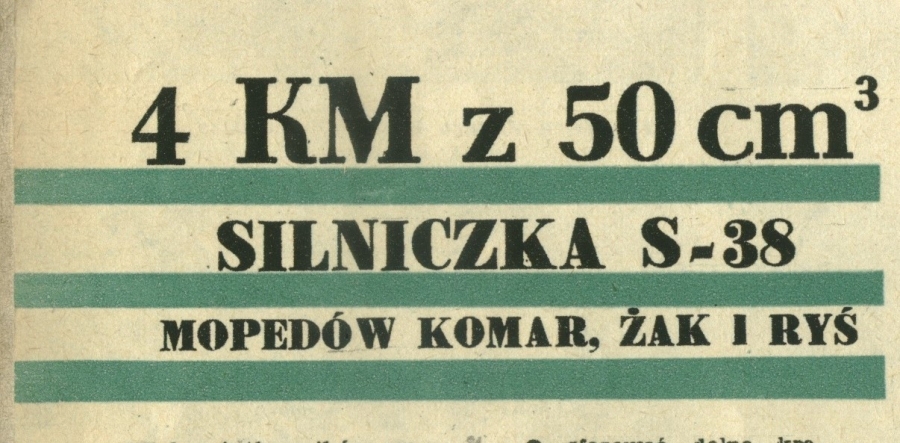 4 KM z 50 cm³
SILNICZKA S-38
MOPEDÓW KOMAR, ŻAK I RYŚ